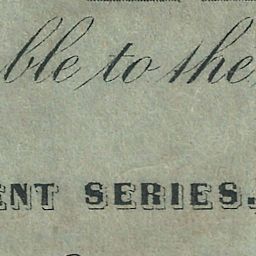 ble to the
ENT SERIES.